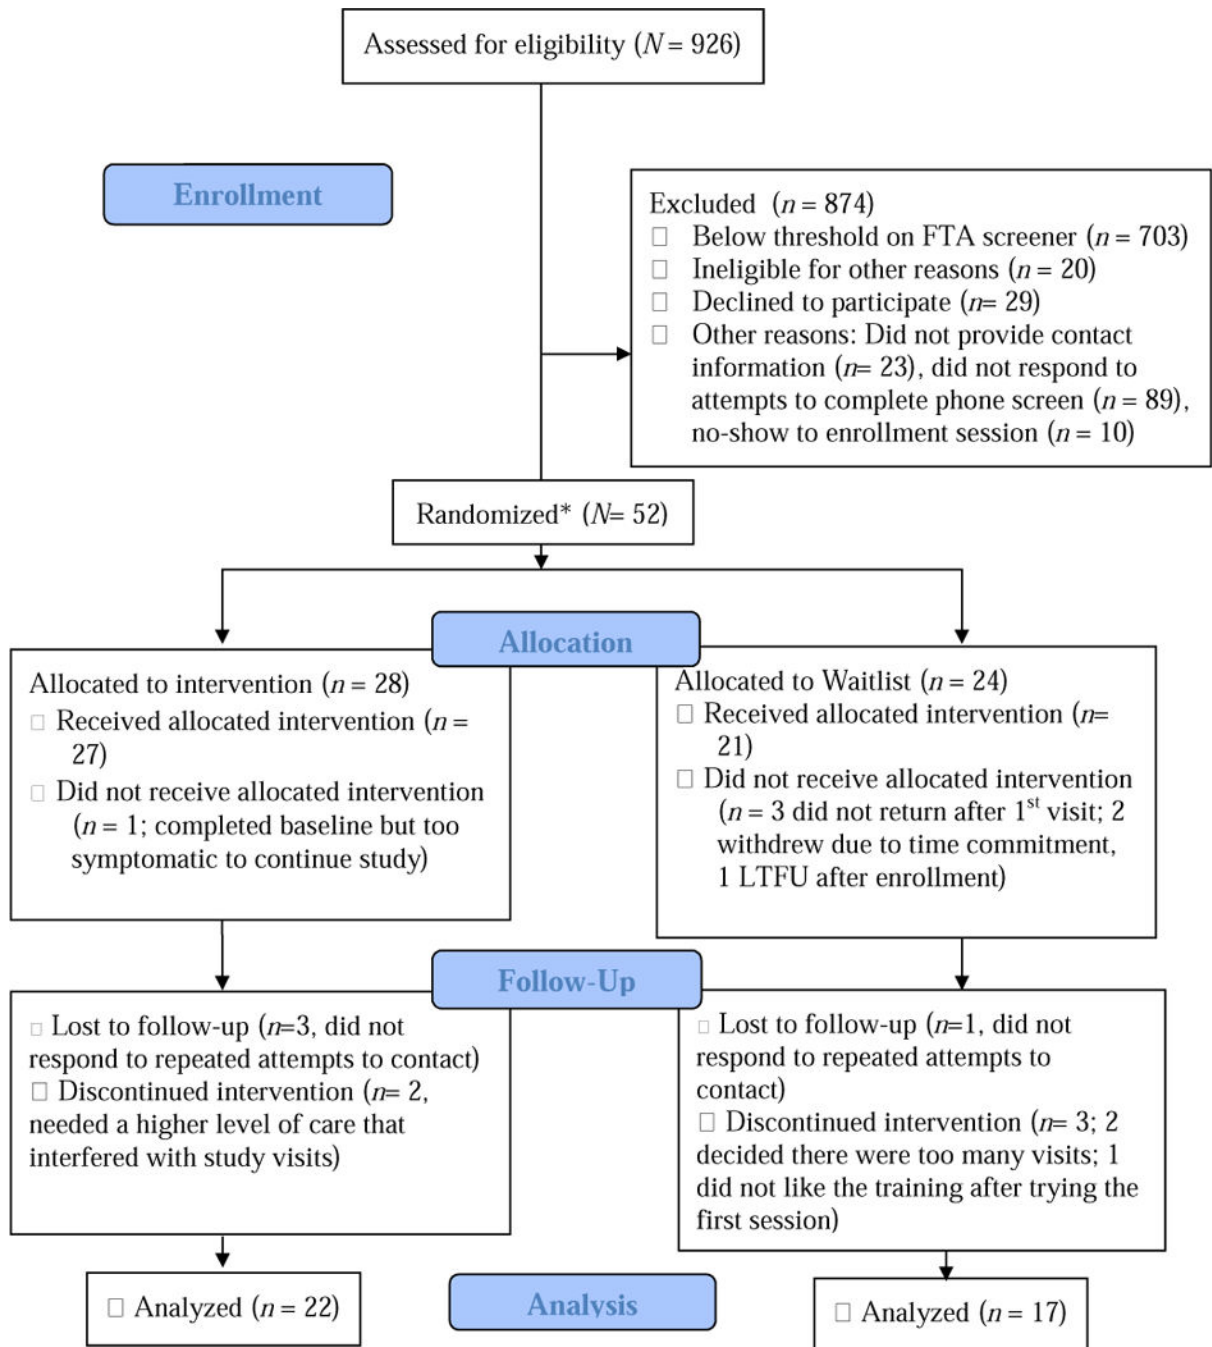 Assessed for eligibility (N = 926)
Enrollment
Excluded (n = 874)
□ Below threshold on FTA screener (n = 703)
□ Ineligible for other reasons (n = 20)
□ Declined to participate (n= 29)
□ Other reasons: Did not provide contact
information (n= 23), did not respond to
attempts to complete phone screen (n = 89),
no-show to enrollment session (n = 10)
Randomized* (N= 52)
Allocation
Allocated to intervention (n = 28)
□ Received allocated intervention (n =
27)
□ Did not receive allocated intervention
(n = 1; completed baseline but too
symptomatic to continue study)
Allocated to Waitlist (n = 24)
□ Received allocated intervention (n=
21)
□ Did not receive allocated intervention
(n = 3 did not return after 1st visit; 2
withdrew due to time commitment,
1 LTFU after enrollment)
Follow-Up
□ Lost to follow-up (n=3, did not
respond to repeated attempts to contact)
□ Discontinued intervention (n= 2,
needed a higher level of care that
interfered with study visits)
□ Lost to follow-up (n=1, did not
respond to repeated attempts to
contact)
□ Discontinued intervention (n= 3; 2
decided there were too many visits; 1
did not like the training after trying the
first session)
□ Analyzed (n = 22)
Analysis
□ Analyzed (n = 17)